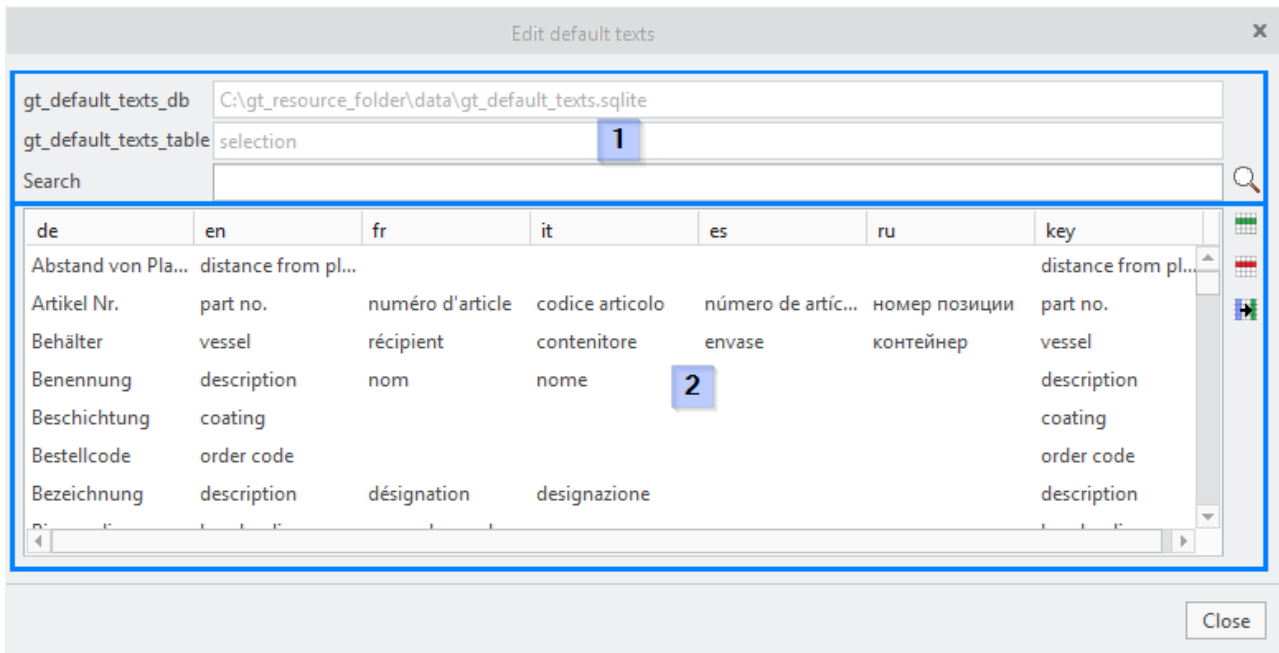 Edit default texts
gt_default_texts_db C:\gt_resource_folder\data\gt_default_texts.sqlite
gt_default_texts_table selection
1
Search
de en fr it es ru key
Abstand von Pla... distance from pl... distance from pl...
Artikel Nr. part no. numéro d'article codice articolo número de artíc... номер позиции part no.
Behälter vessel récipient contenitore envase контейнер vessel
Benennung description nom nome description
2
Beschichtung coating coating
Bestellcode order code order code
Bezeichnung description désignation designazione description
Close